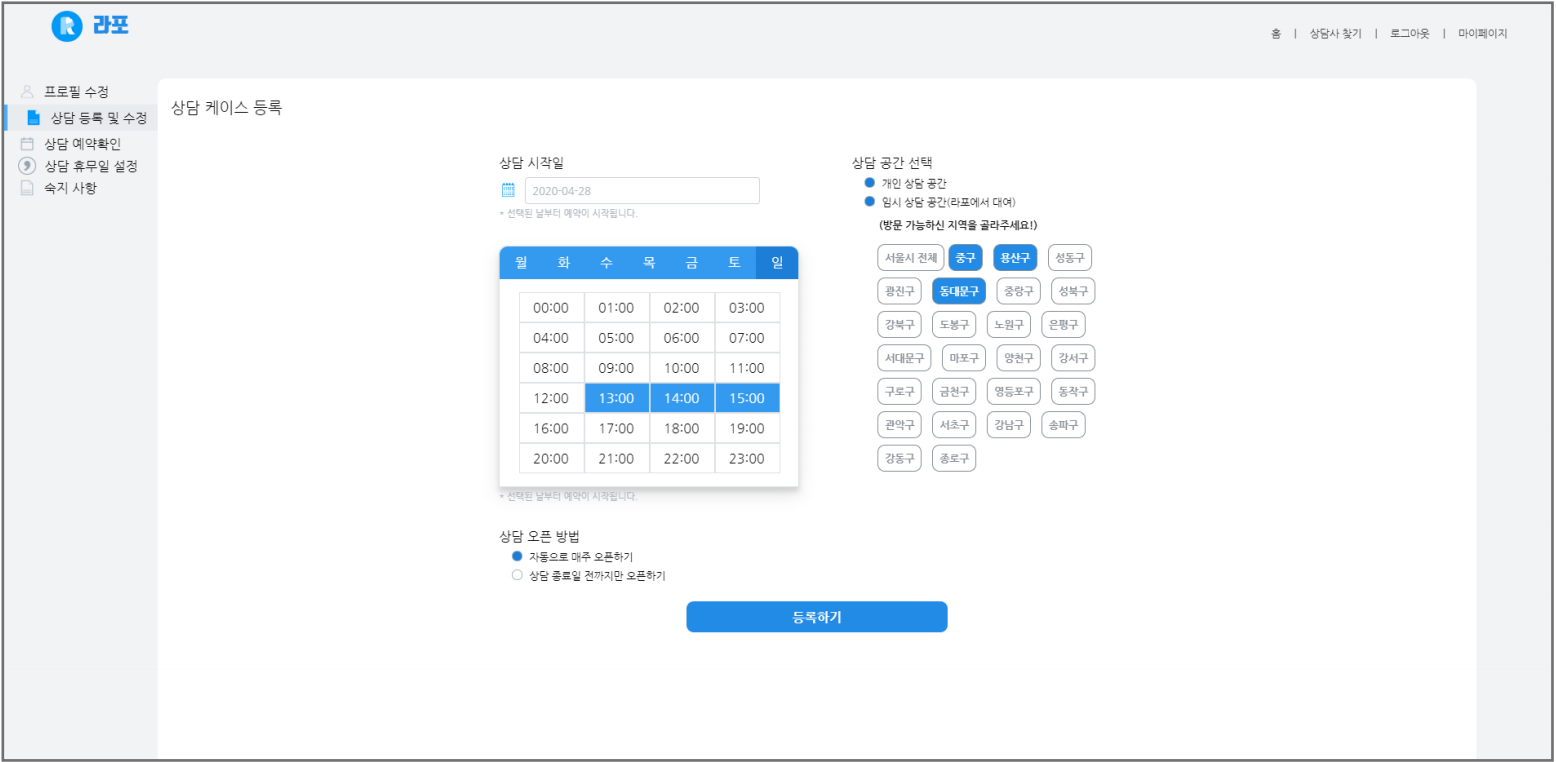 R 라포
홈 | 상담사 찾기 | 로그아웃 | 마이페이지
프로필 수정
상담 등록 및 수정
상담 예약확인
상담 휴무일 설정
숙지 사항
상담 케이스 등록
상담 시작일
2020-04-28
* 선택된 날부터 예약이 시작됩니다.
월 화 수 목 금 토 일
00:00 01:00 02:00 03:00
04:00 05:00 06:00 07:00
08:00 09:00 10:00 11:00
12:00 13:00 14:00 15:00
16:00 17:00 18:00 19:00
20:00 21:00 22:00 23:00
* 선택된 날부터 예약이 시작됩니다.
상담 오픈 방법
자동으로 매주 오픈하기
상담 종료일 전까지만 오픈하기
상담 공간 선택
개인 상담 공간
임시 상담 공간(라포에서 대여)
(방문 가능하신 지역을 골라주세요!)
서울시 전체 중구 용산구 성동구
광진구 동대문구 중랑구 성북구
강북구 도봉구 노원구 은평구
서대문구 마포구 양천구 강서구
구로구 금천구 영등포구 동작구
관악구 서초구 강남구 송파구
강동구 종로구
등록하기